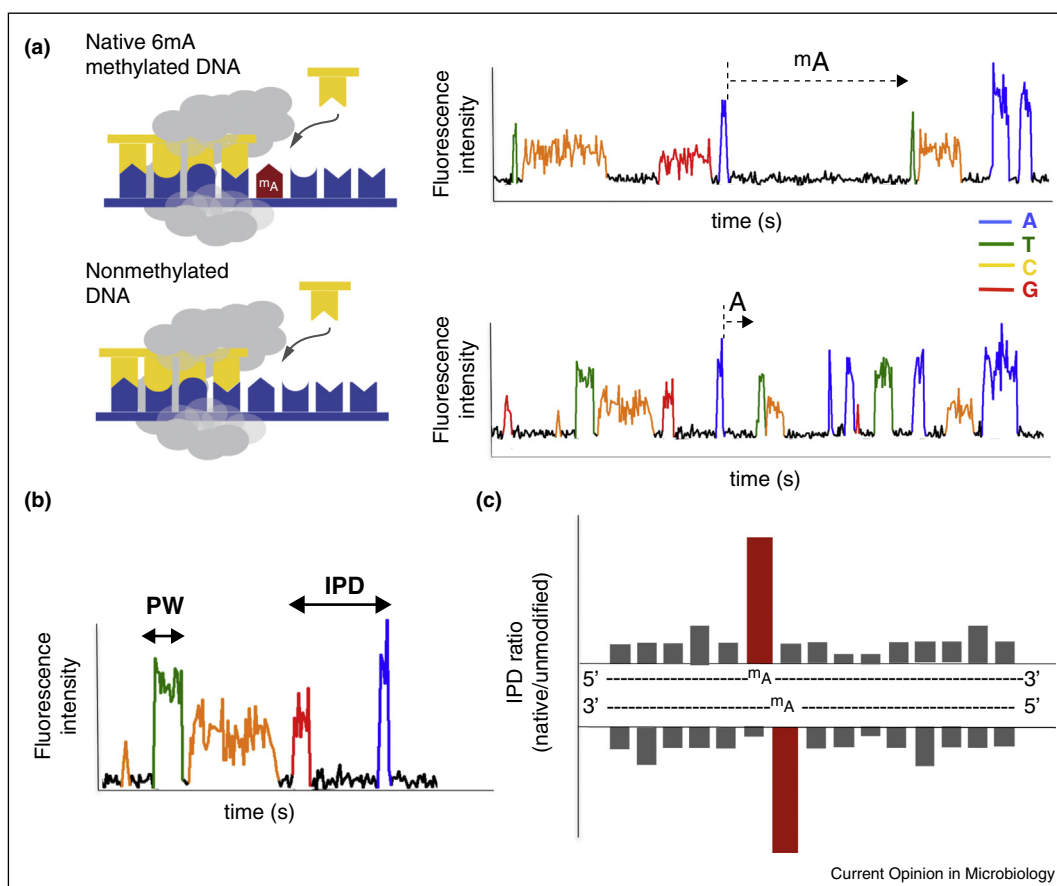 (a)
Native 6mA
methylated DNA
mA
Fluorescence
intensity
mA
time (s)
A
T
C
G
Nonmethylated
DNA
Fluorescence
intensity
A
time (s)
(b)
PW
IPD
Fluorescence
intensity
time (s)
(c)
IPD ratio
(native/unmodified)
5’ mA 3’
3’ mA 5’
Current Opinion in Microbiology